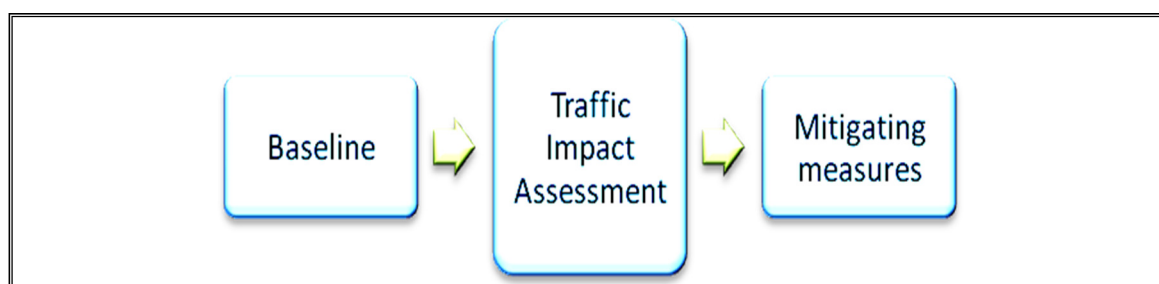 Baseline
Traffic
Impact
Assessment
Mitigating
measures